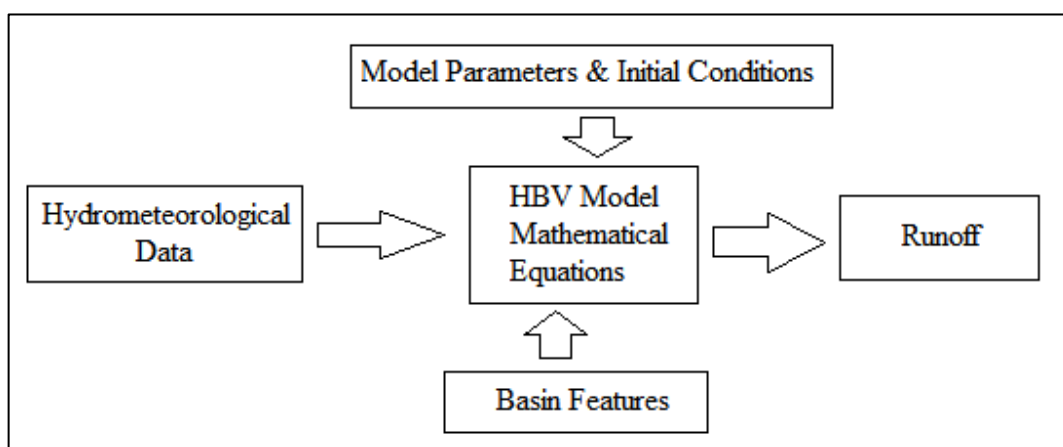 Model Parameters & Initial Conditions
Hydrometeorological
Data
HBV Model
Mathematical
Equations
Runoff
Basin Features